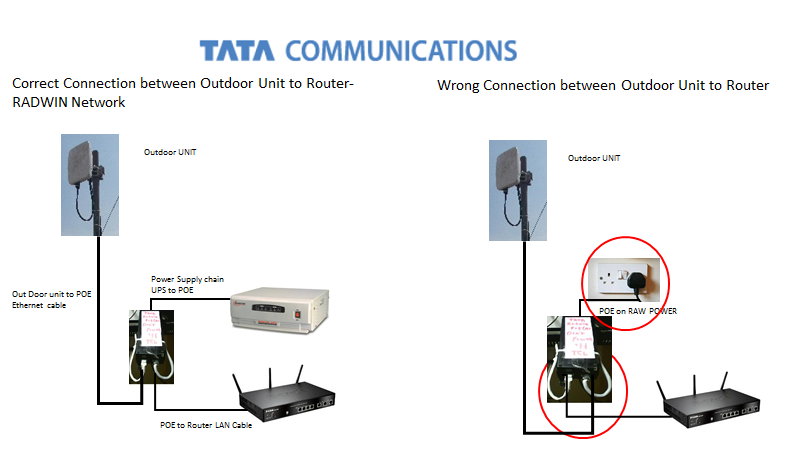 TATA COMMUNICATIONS
Correct Connection between Outdoor Unit to Router-
RADWIN Network
Wrong Connection between Outdoor Unit to Router
Outdoor UNIT
Outdoor UNIT
Power Supply chain
UPS to POE
Out Door unit to POE
Ethernet cable
POE on RAW POWER
POE to Router LAN Cable